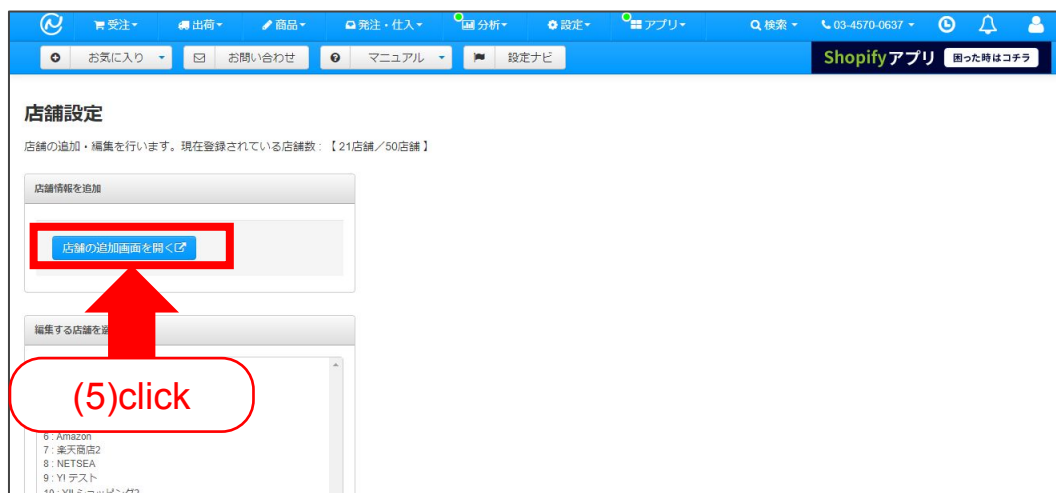 受注 出荷 商品 発注・仕入 分析 設定 アプリ 検索 03-4570-0637
お気に入り お問い合わせ マニュアル 設定ナビ Shopifyアプリ 困った時はコチラ
店舗設定
店舗の追加・編集を行います。現在登録されている店舗数 : 【 21店舗／50店舗 】
店舗情報を追加
店舗の追加画面を開く
編集する店舗を
(5)click
6 : Amazon
7 : 楽天商店2
8 : NETSEA
9 : Y! テスト